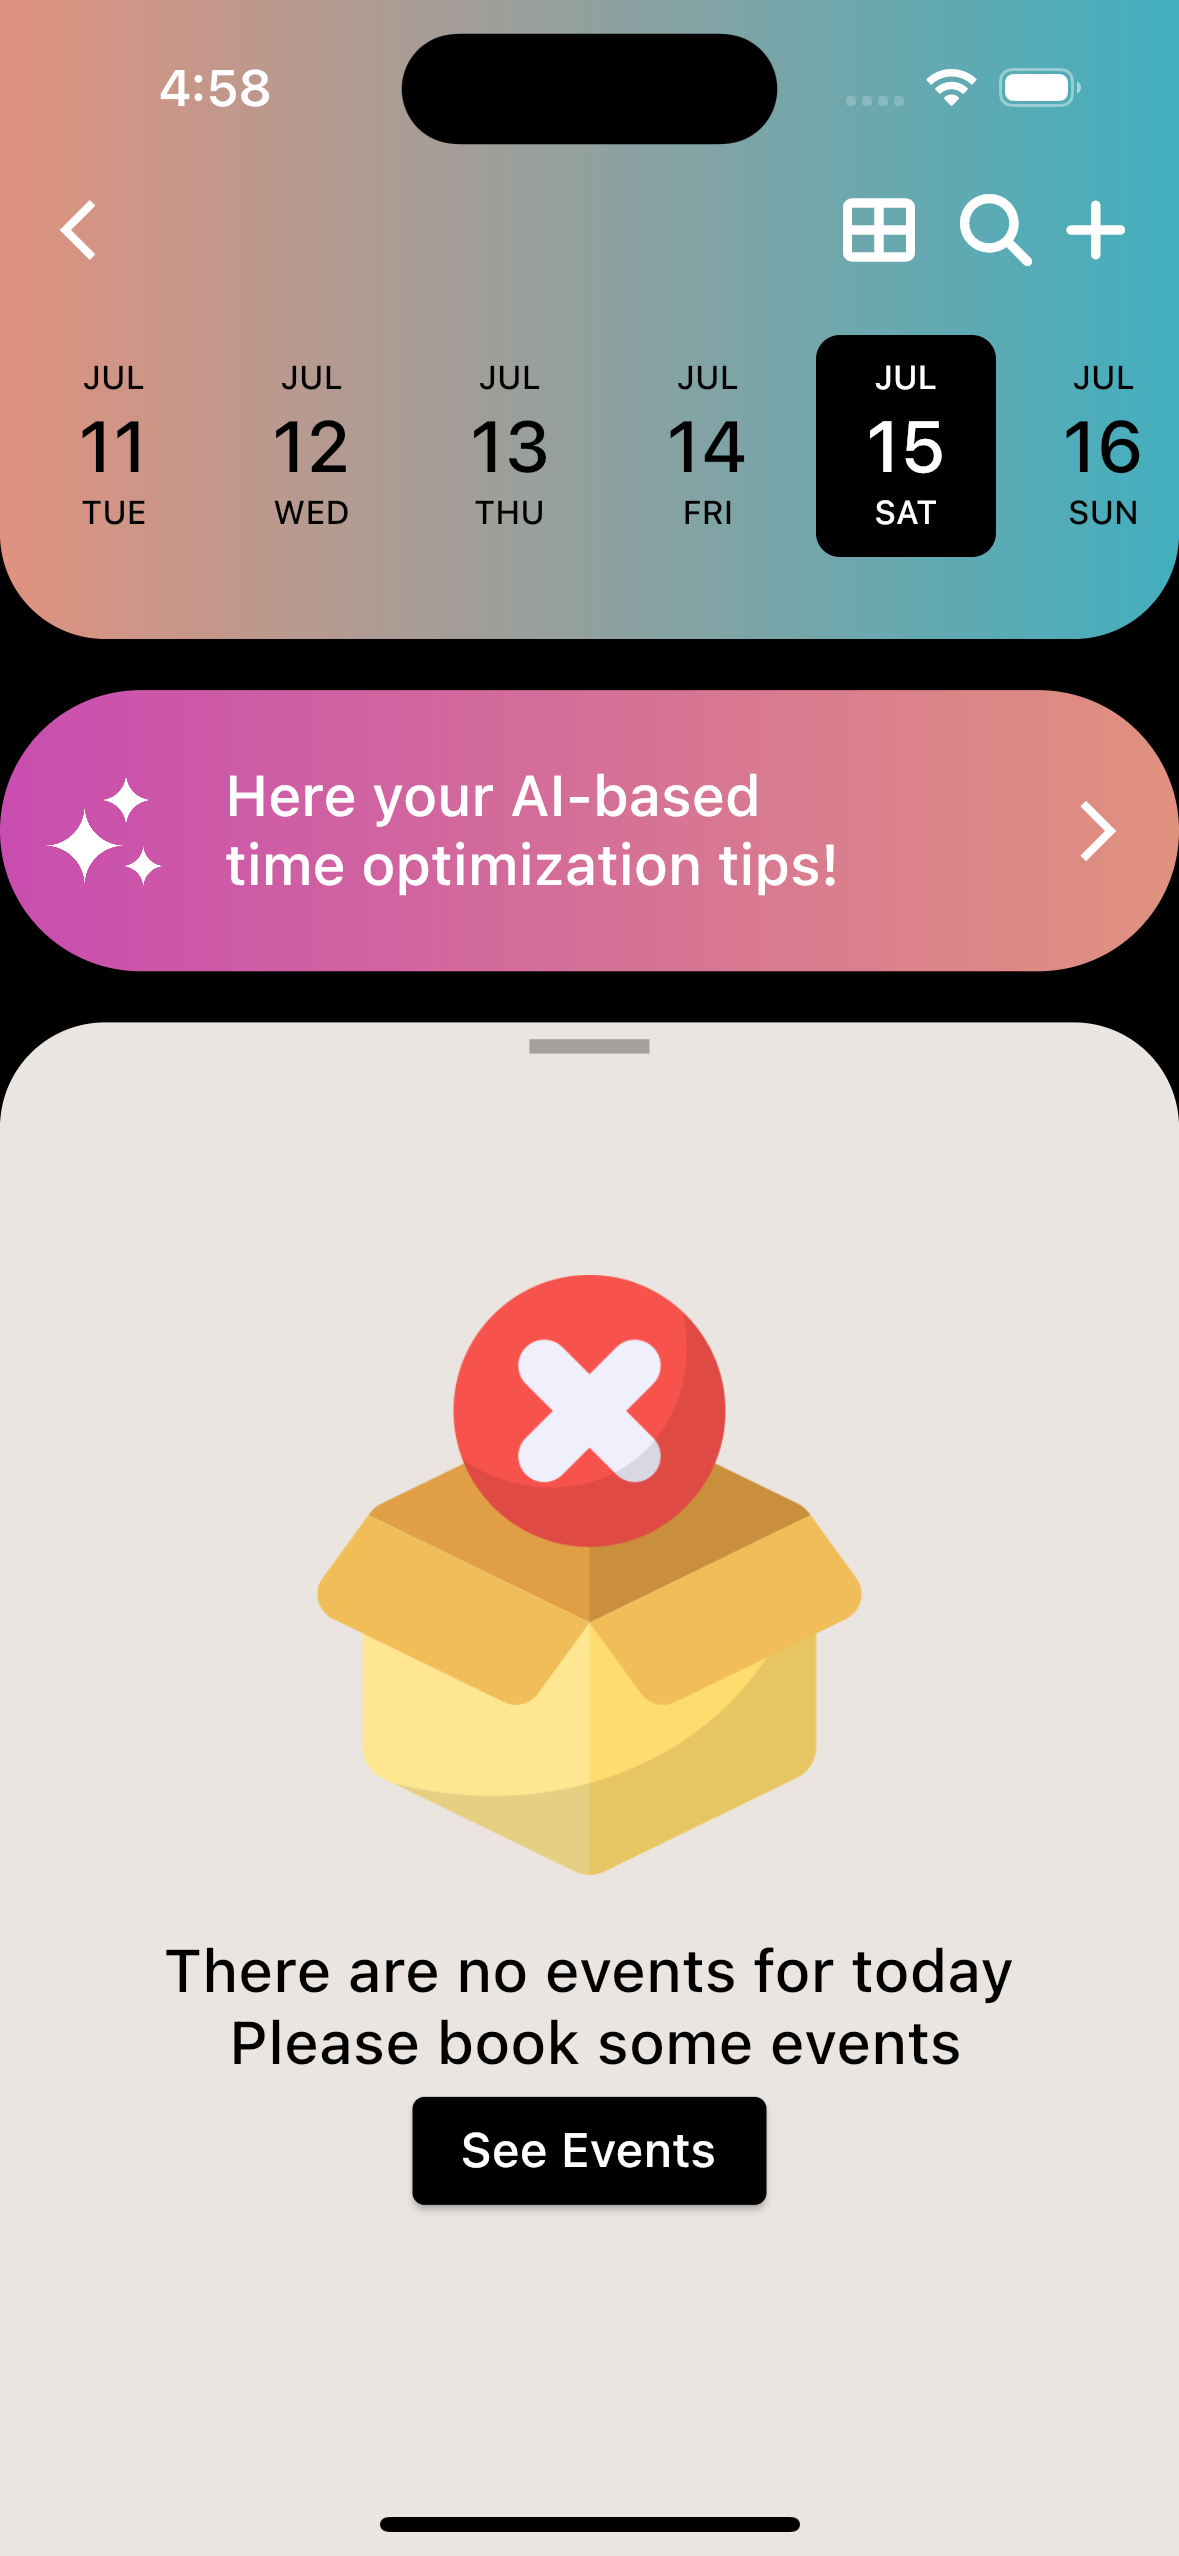 4:58
JUL JUL JUL JUL JUL JUL
11 12 13 14 15 16
TUE WED THU FRI SAT SUN
Here your AI-based
time optimization tips!
There are no events for today
Please book some events
See Events